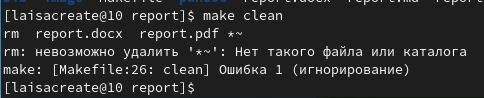 [laisacreate@10 report]$ make clean
rm  report.docx  report.pdf *~
rm: невозможно удалить '*~': Нет такого файла или каталога
make: [Makefile:26: clean] Ошибка 1 (игнорирование)
[laisacreate@10 report]$